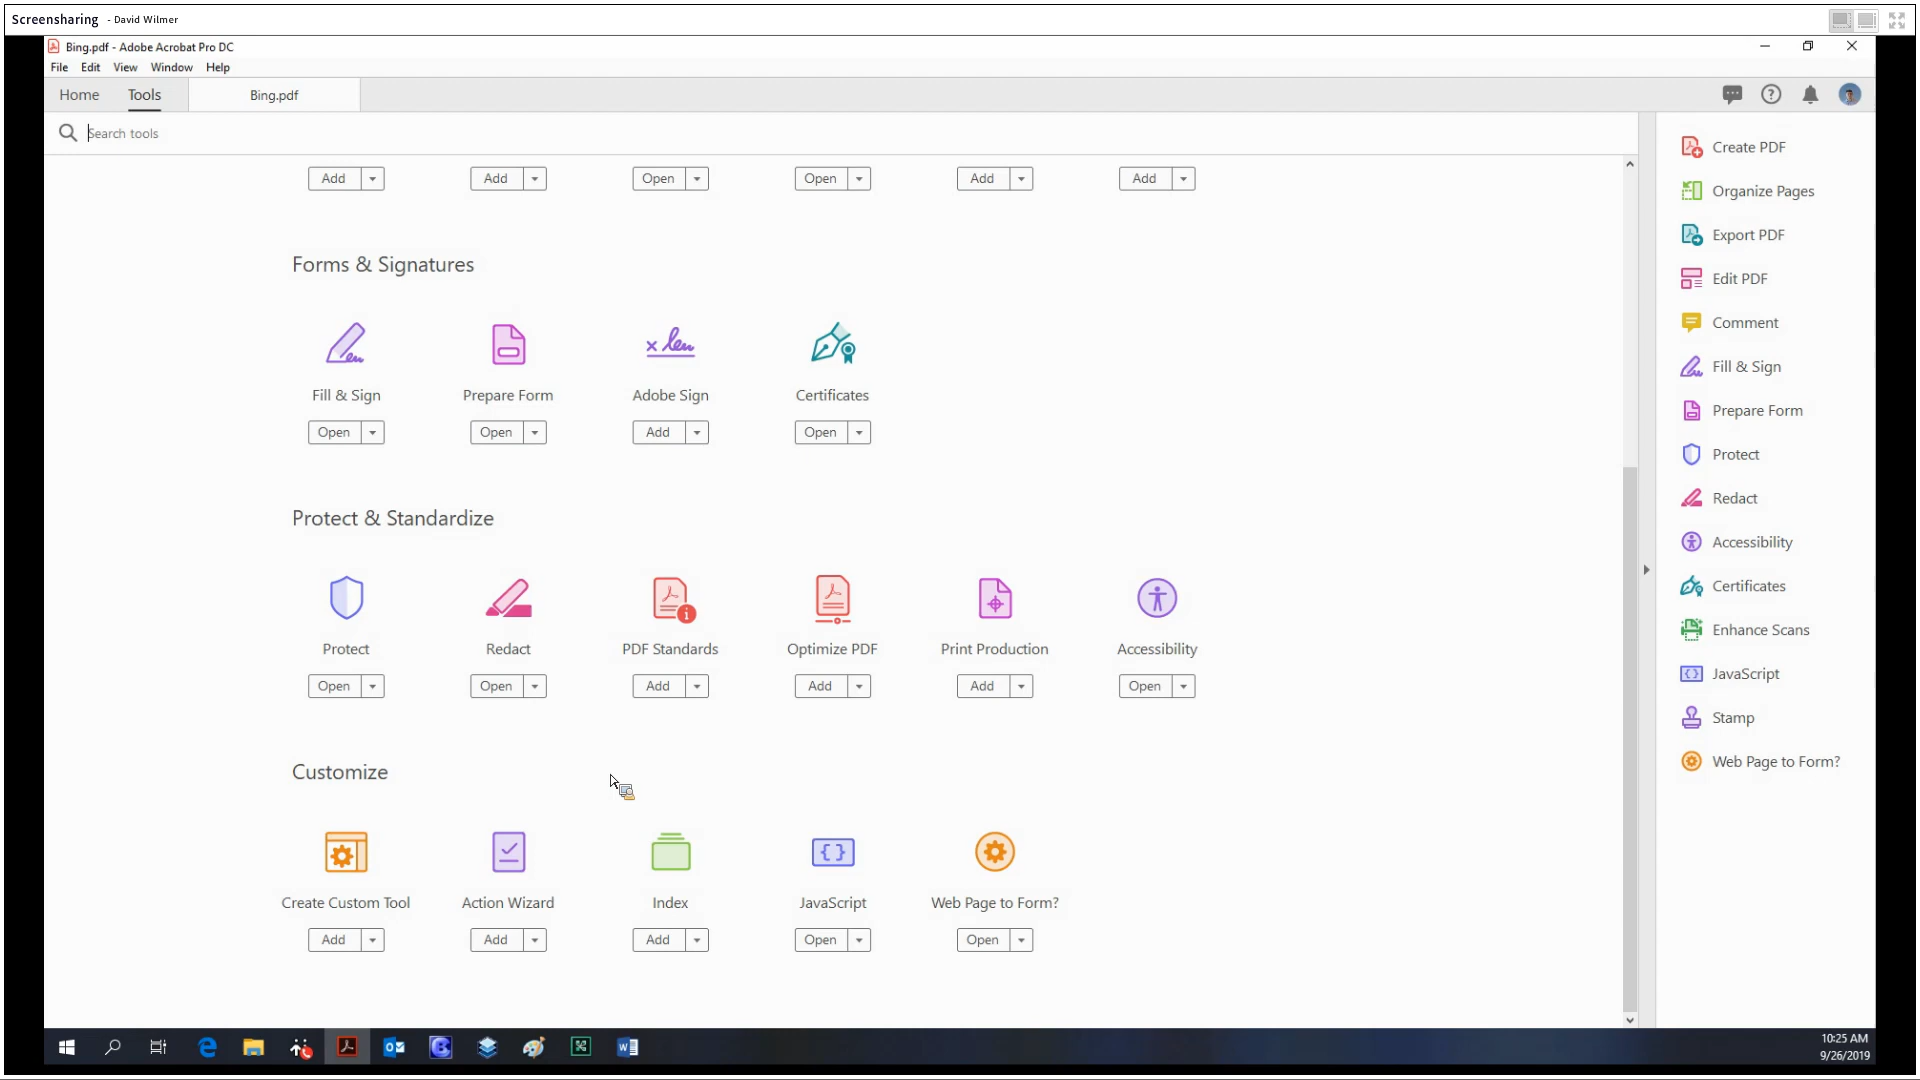 Screensharing - David Wilmer
Bing.pdf - Adobe Acrobat Pro DC
File Edit View Window Help
Home Tools Bing.pdf
Search tools
Add Add Open Open Add Add
Forms & Signatures
Fill & Sign Prepare Form Adobe Sign Certificates
Open Open Add Open
Protect & Standardize
Protect Redact PDF Standards Optimize PDF Print Production Accessibility
Open Open Add Add Add Open
Customize
Create Custom Tool Action Wizard Index JavaScript Web Page to Form?
Add Add Add Open Open
Create PDF
Organize Pages
Export PDF
Edit PDF
Comment
Fill & Sign
Prepare Form
Protect
Redact
Accessibility
Certificates
Enhance Scans
JavaScript
Stamp
Web Page to Form?
10:25 AM
9/26/2019